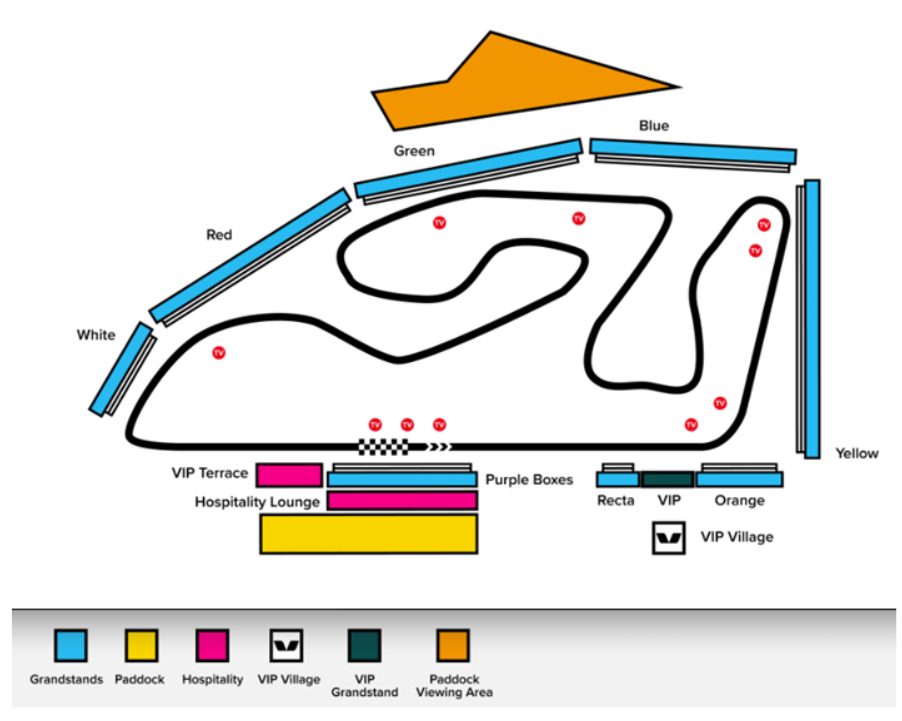 Blue
Green
TV
TV
TV
Red
TV
White
TV
TV
TV
TV
TV
TV
Yellow
VIP Terrace
Purple Boxes
Hospitality Lounge
Recta
VIP
Orange
VIP Village
Grandstands
Paddock
Hospitality
VIP Village
VIP
Grandstand
Paddock
Viewing Area